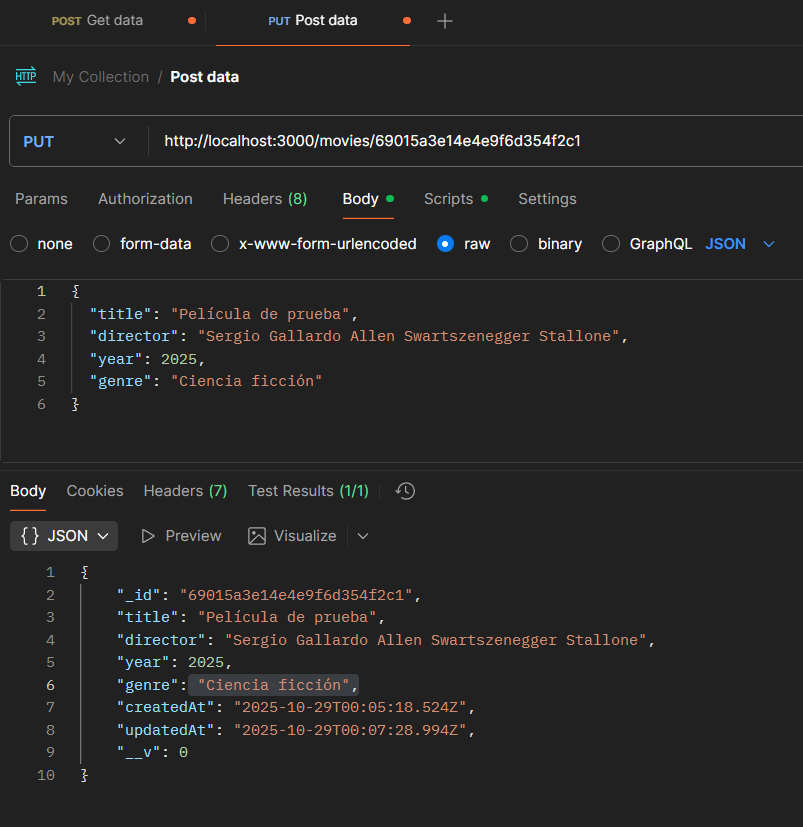 POST Get data PUT Post data
HTTP My Collection / Post data
PUT http://localhost:3000/movies/69015a3e14e4e9f6d354f2c1
Params Authorization Headers (8) Body Scripts Settings
none form-data x-www-form-urlencoded raw binary GraphQL JSON
1 {
2 "title": "Película de prueba",
3 "director": "Sergio Gallardo Allen Swartszenegger Stallone",
4 "year": 2025,
5 "genre": "Ciencia ficción"
6 }
Body Cookies Headers (7) Test Results (1/1)
{} JSON Preview Visualize
1 {
2 "_id": "69015a3e14e4e9f6d354f2c1",
3 "title": "Película de prueba",
4 "director": "Sergio Gallardo Allen Swartszenegger Stallone",
5 "year": 2025,
6 "genre": "Ciencia ficción",
7 "createdAt": "2025-10-29T00:05:18.524Z",
8 "updatedAt": "2025-10-29T00:07:28.994Z",
9 "__v": 0
10 }